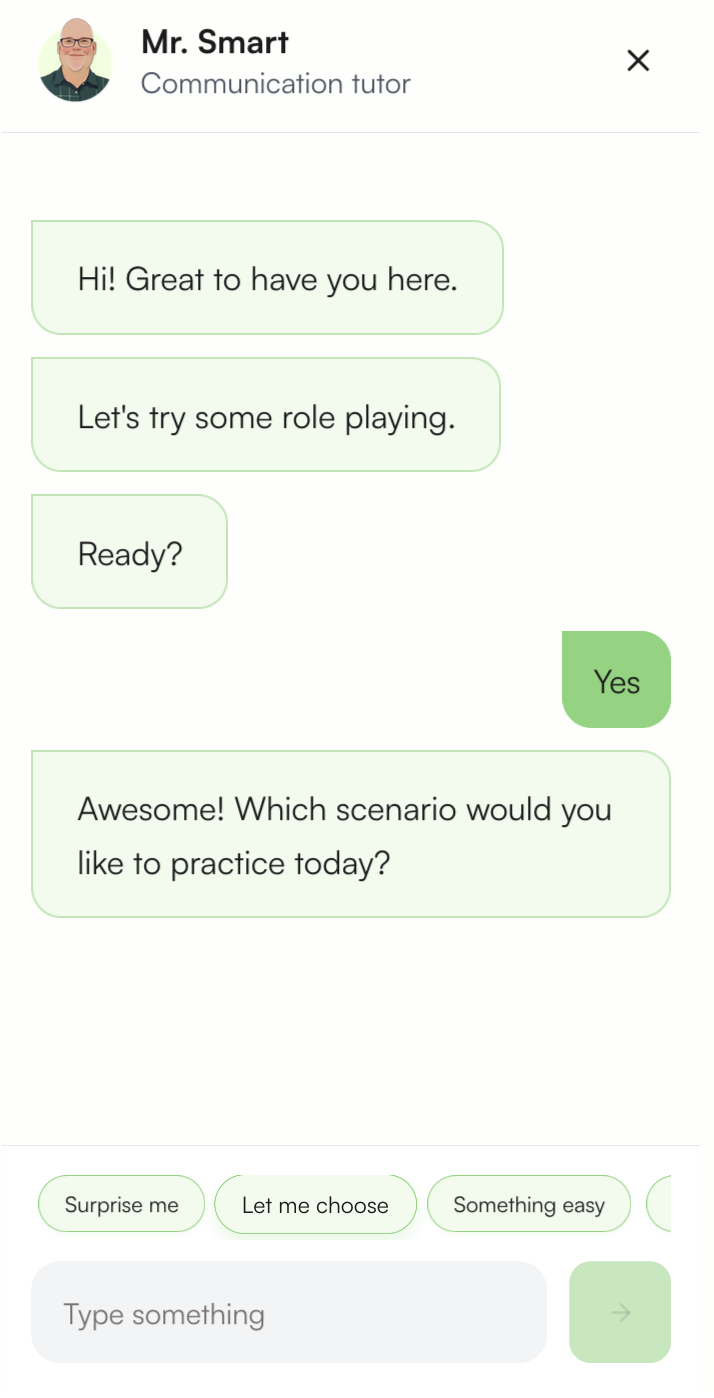 Mr. Smart
Communication tutor
Hi! Great to have you here.
Let's try some role playing.
Ready?
Yes
Awesome! Which scenario would you
like to practice today?
Surprise me
Let me choose
Something easy
Type something